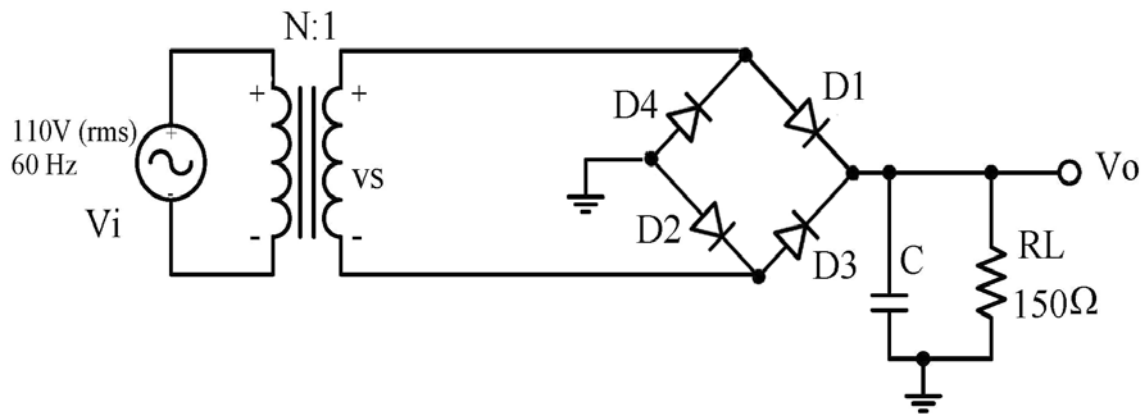 N:1
110V (rms)
60 Hz
Vi
+
-
+
-
+
-
vs
D4
D1
D2
D3
C
RL
150Ω
Vo